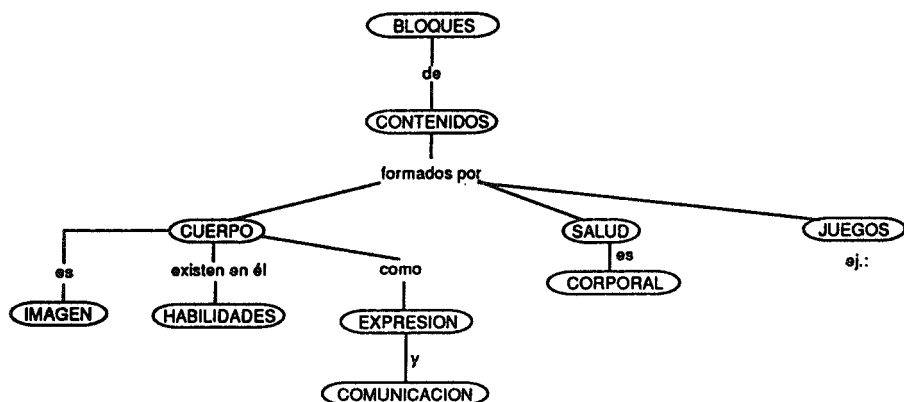 BLOQUES
de
CONTENIDOS
formados por
CUERPO
SALUD
JUEGOS
es
existen en él
como
es
ej.:
IMAGEN
HABILIDADES
EXPRESION
CORPORAL
y
COMUNICACION